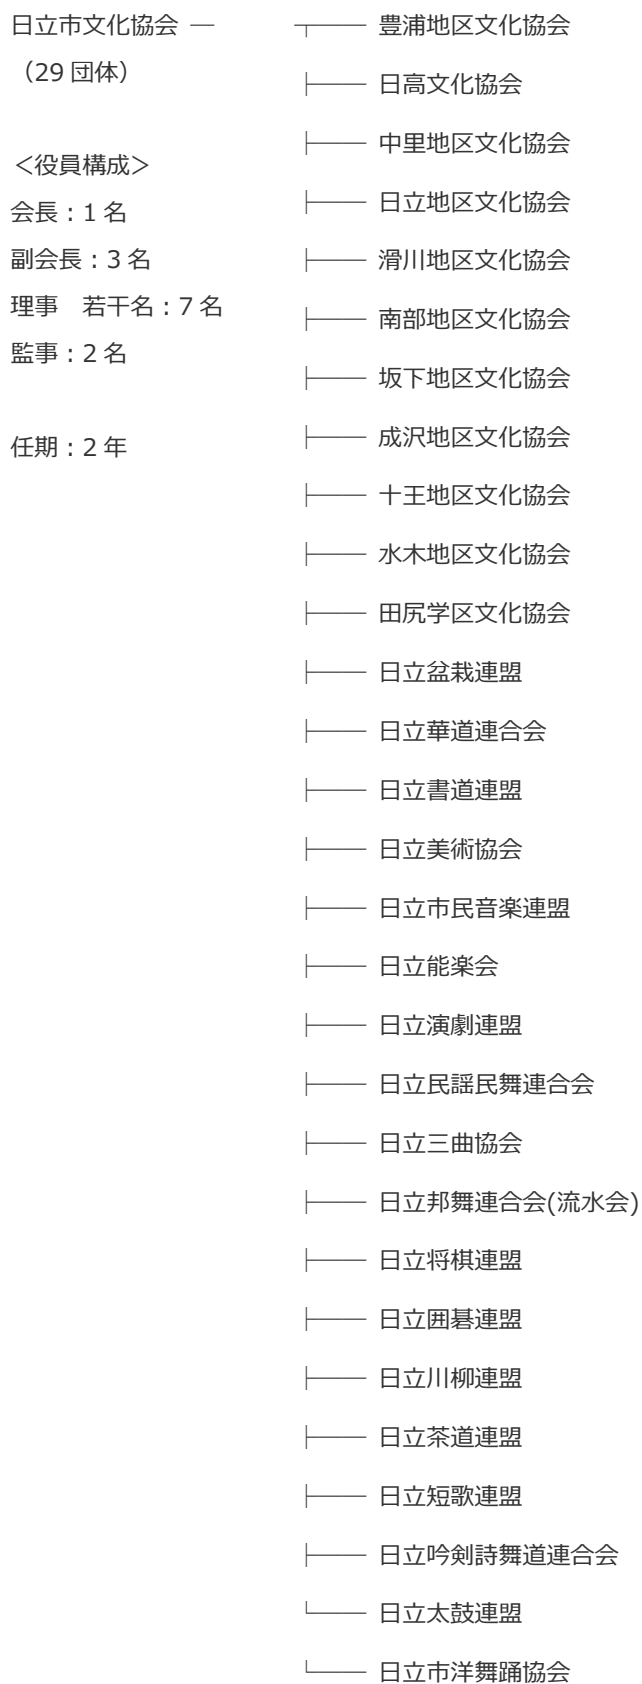 日立市文化協会 ―
（29 団体）
＜役員構成＞
会長：1 名
副会長：3 名
理事　若干名：7 名
監事：2 名
任期：2 年
┬── 豊浦地区文化協会
├── 日高文化協会
├── 中里地区文化協会
├── 日立地区文化協会
├── 滑川地区文化協会
├── 南部地区文化協会
├── 坂下地区文化協会
├── 成沢地区文化協会
├── 十王地区文化協会
├── 水木地区文化協会
├── 田尻学区文化協会
├── 日立盆栽連盟
├── 日立華道連合会
├── 日立書道連盟
├── 日立美術協会
├── 日立市民音楽連盟
├── 日立能楽会
├── 日立演劇連盟
├── 日立民謡民舞連合会
├── 日立三曲協会
├── 日立邦舞連合会(流水会)
├── 日立将棋連盟
├── 日立囲碁連盟
├── 日立川柳連盟
├── 日立茶道連盟
├── 日立短歌連盟
├── 日立吟剣詩舞道連合会
└── 日立太鼓連盟
└── 日立市洋舞踊協会